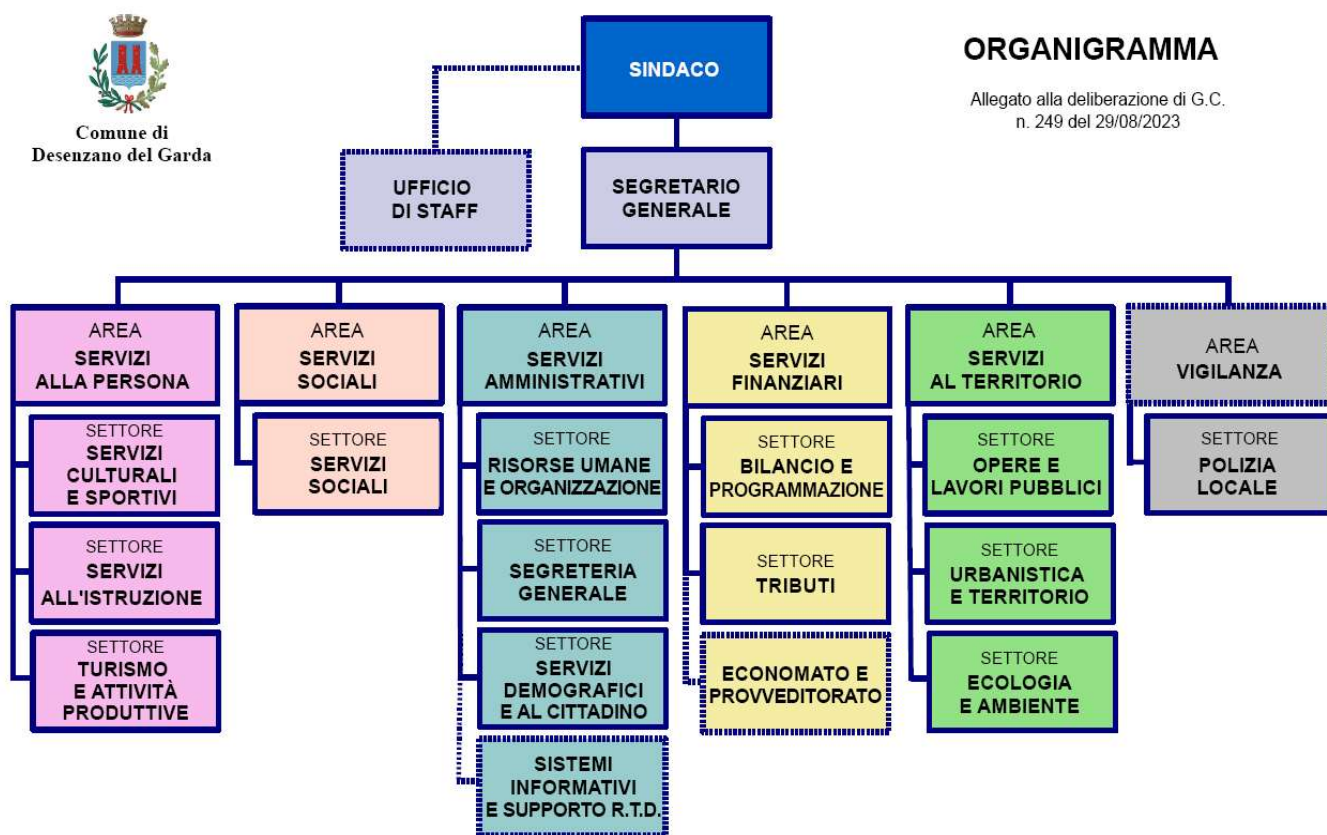 Comune di
Desenzano del Garda
ORGANIGRAMMA
Allegato alla deliberazione di G.C.
n. 249 del 29/08/2023
SINDACO
UFFICIO
DI STAFF
SEGRETARIO
GENERALE
AREA
SERVIZI
ALLA PERSONA
SETTORE
SERVIZI
CULTURALI
E SPORTIVI
SETTORE
SERVIZI
ALL'ISTRUZIONE
SETTORE
TURISMO
E ATTIVITÀ
PRODUTTIVE
AREA
SERVIZI
SOCIALI
SETTORE
SERVIZI
SOCIALI
AREA
SERVIZI
AMMINISTRATIVI
SETTORE
RISORSE UMANE
E ORGANIZZAZIONE
SETTORE
SEGRETERIA
GENERALE
SETTORE
SERVIZI
DEMOGRAFICI
E AL CITTADINO
SISTEMI
INFORMATIVI
E SUPPORTO R.T.D.
AREA
SERVIZI
FINANZIARI
SETTORE
BILANCIO E
PROGRAMMAZIONE
SETTORE
TRIBUTI
ECONOMATO E
PROVVEDITORATO
AREA
SERVIZI
AL TERRITORIO
SETTORE
OPERE E
LAVORI PUBBLICI
SETTORE
URBANISTICA
E TERRITORIO
SETTORE
ECOLOGIA
E AMBIENTE
AREA
VIGILANZA
SETTORE
POLIZIA
LOCALE